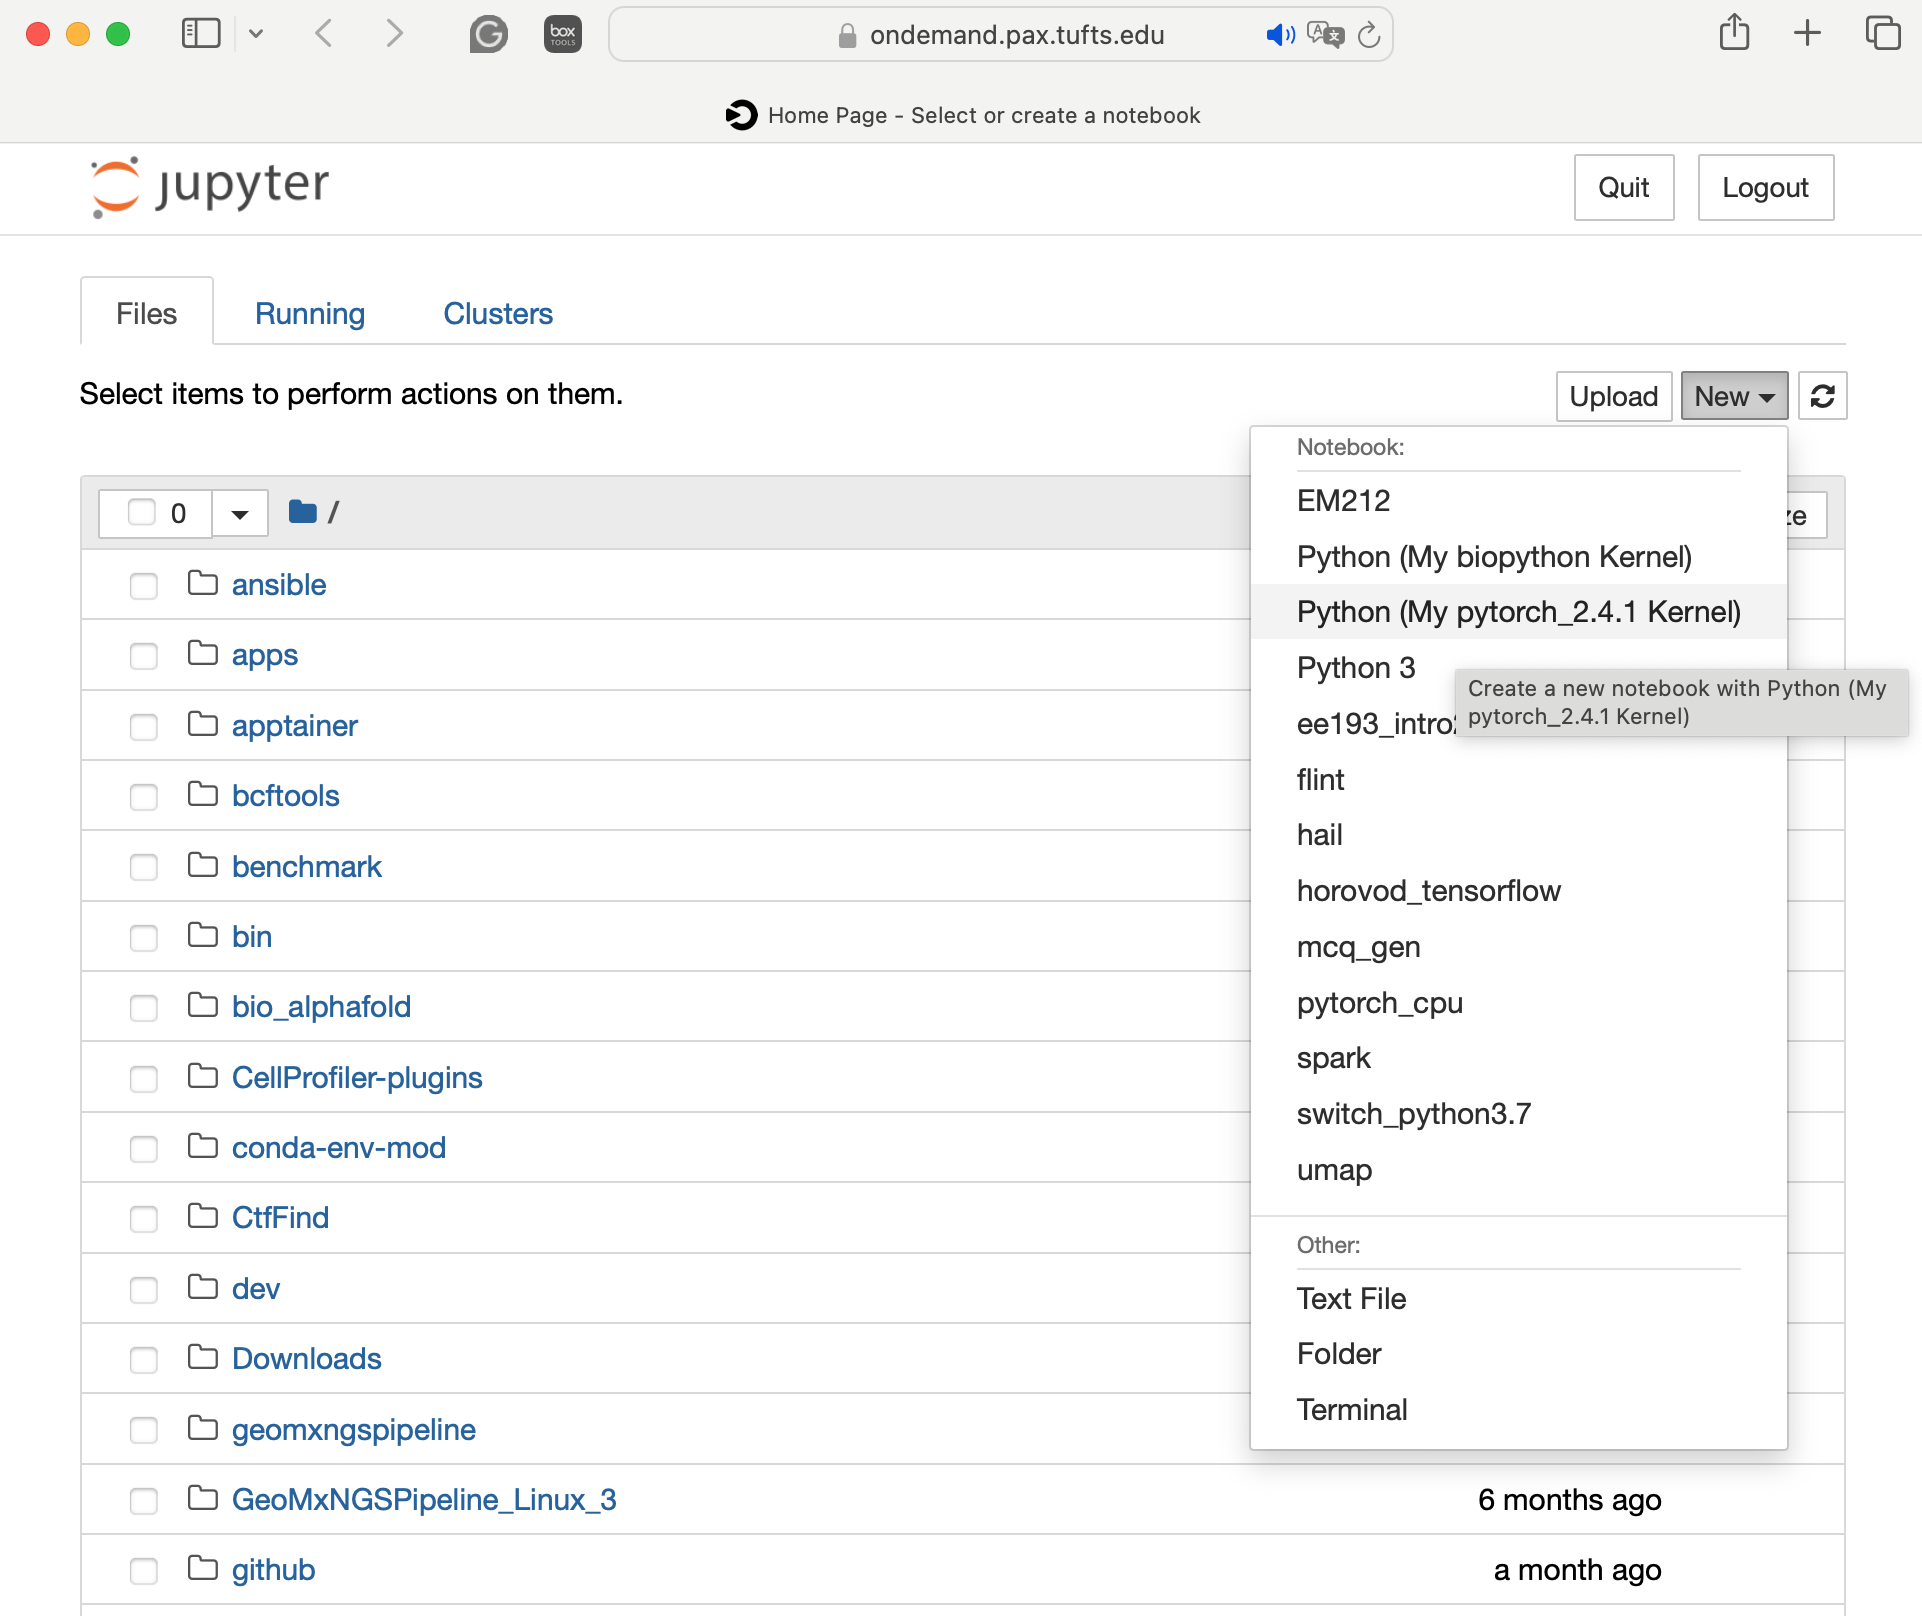 box
TOOLS
ondemand.pax.tufts.edu
Home Page - Select or create a notebook
jupyter
Quit
Logout
Files
Running
Clusters
Select items to perform actions on them.
Upload
New
0
/
ze
Notebook:
EM212
Python (My biopython Kernel)
Python (My pytorch_2.4.1 Kernel)
Python 3
ee193_intro
flint
hail
horovod_tensorflow
mcq_gen
pytorch_cpu
spark
switch_python3.7
umap
Other:
Text File
Folder
Terminal
Create a new notebook with Python (My
pytorch_2.4.1 Kernel)
ansible
apps
apptainer
bcftools
benchmark
bin
bio_alphafold
CellProfiler-plugins
conda-env-mod
CtfFind
dev
Downloads
geomxngspipeline
GeoMxNGSPipeline_Linux_3
6 months ago
github
a month ago